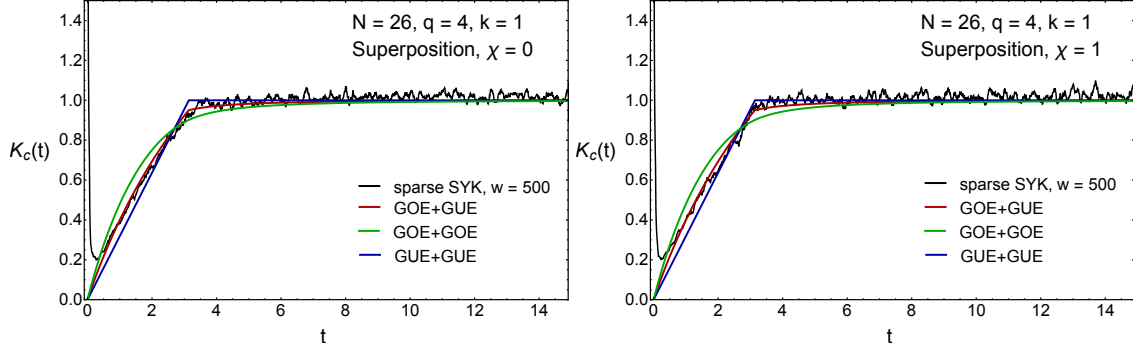 N = 26, q = 4, k = 1
Superposition, χ = 0
1.4
1.2
1.0
0.8
0.6
0.4
0.2
0.0
K_c(t)
sparse SYK, w = 500
GOE+GUE
GOE+GOE
GUE+GUE
0 2 4 6 8 10 12 14
t
N = 26, q = 4, k = 1
Superposition, χ = 1
1.4
1.2
1.0
0.8
0.6
0.4
0.2
0.0
K_c(t)
sparse SYK, w = 500
GOE+GUE
GOE+GOE
GUE+GUE
0 2 4 6 8 10 12 14
t